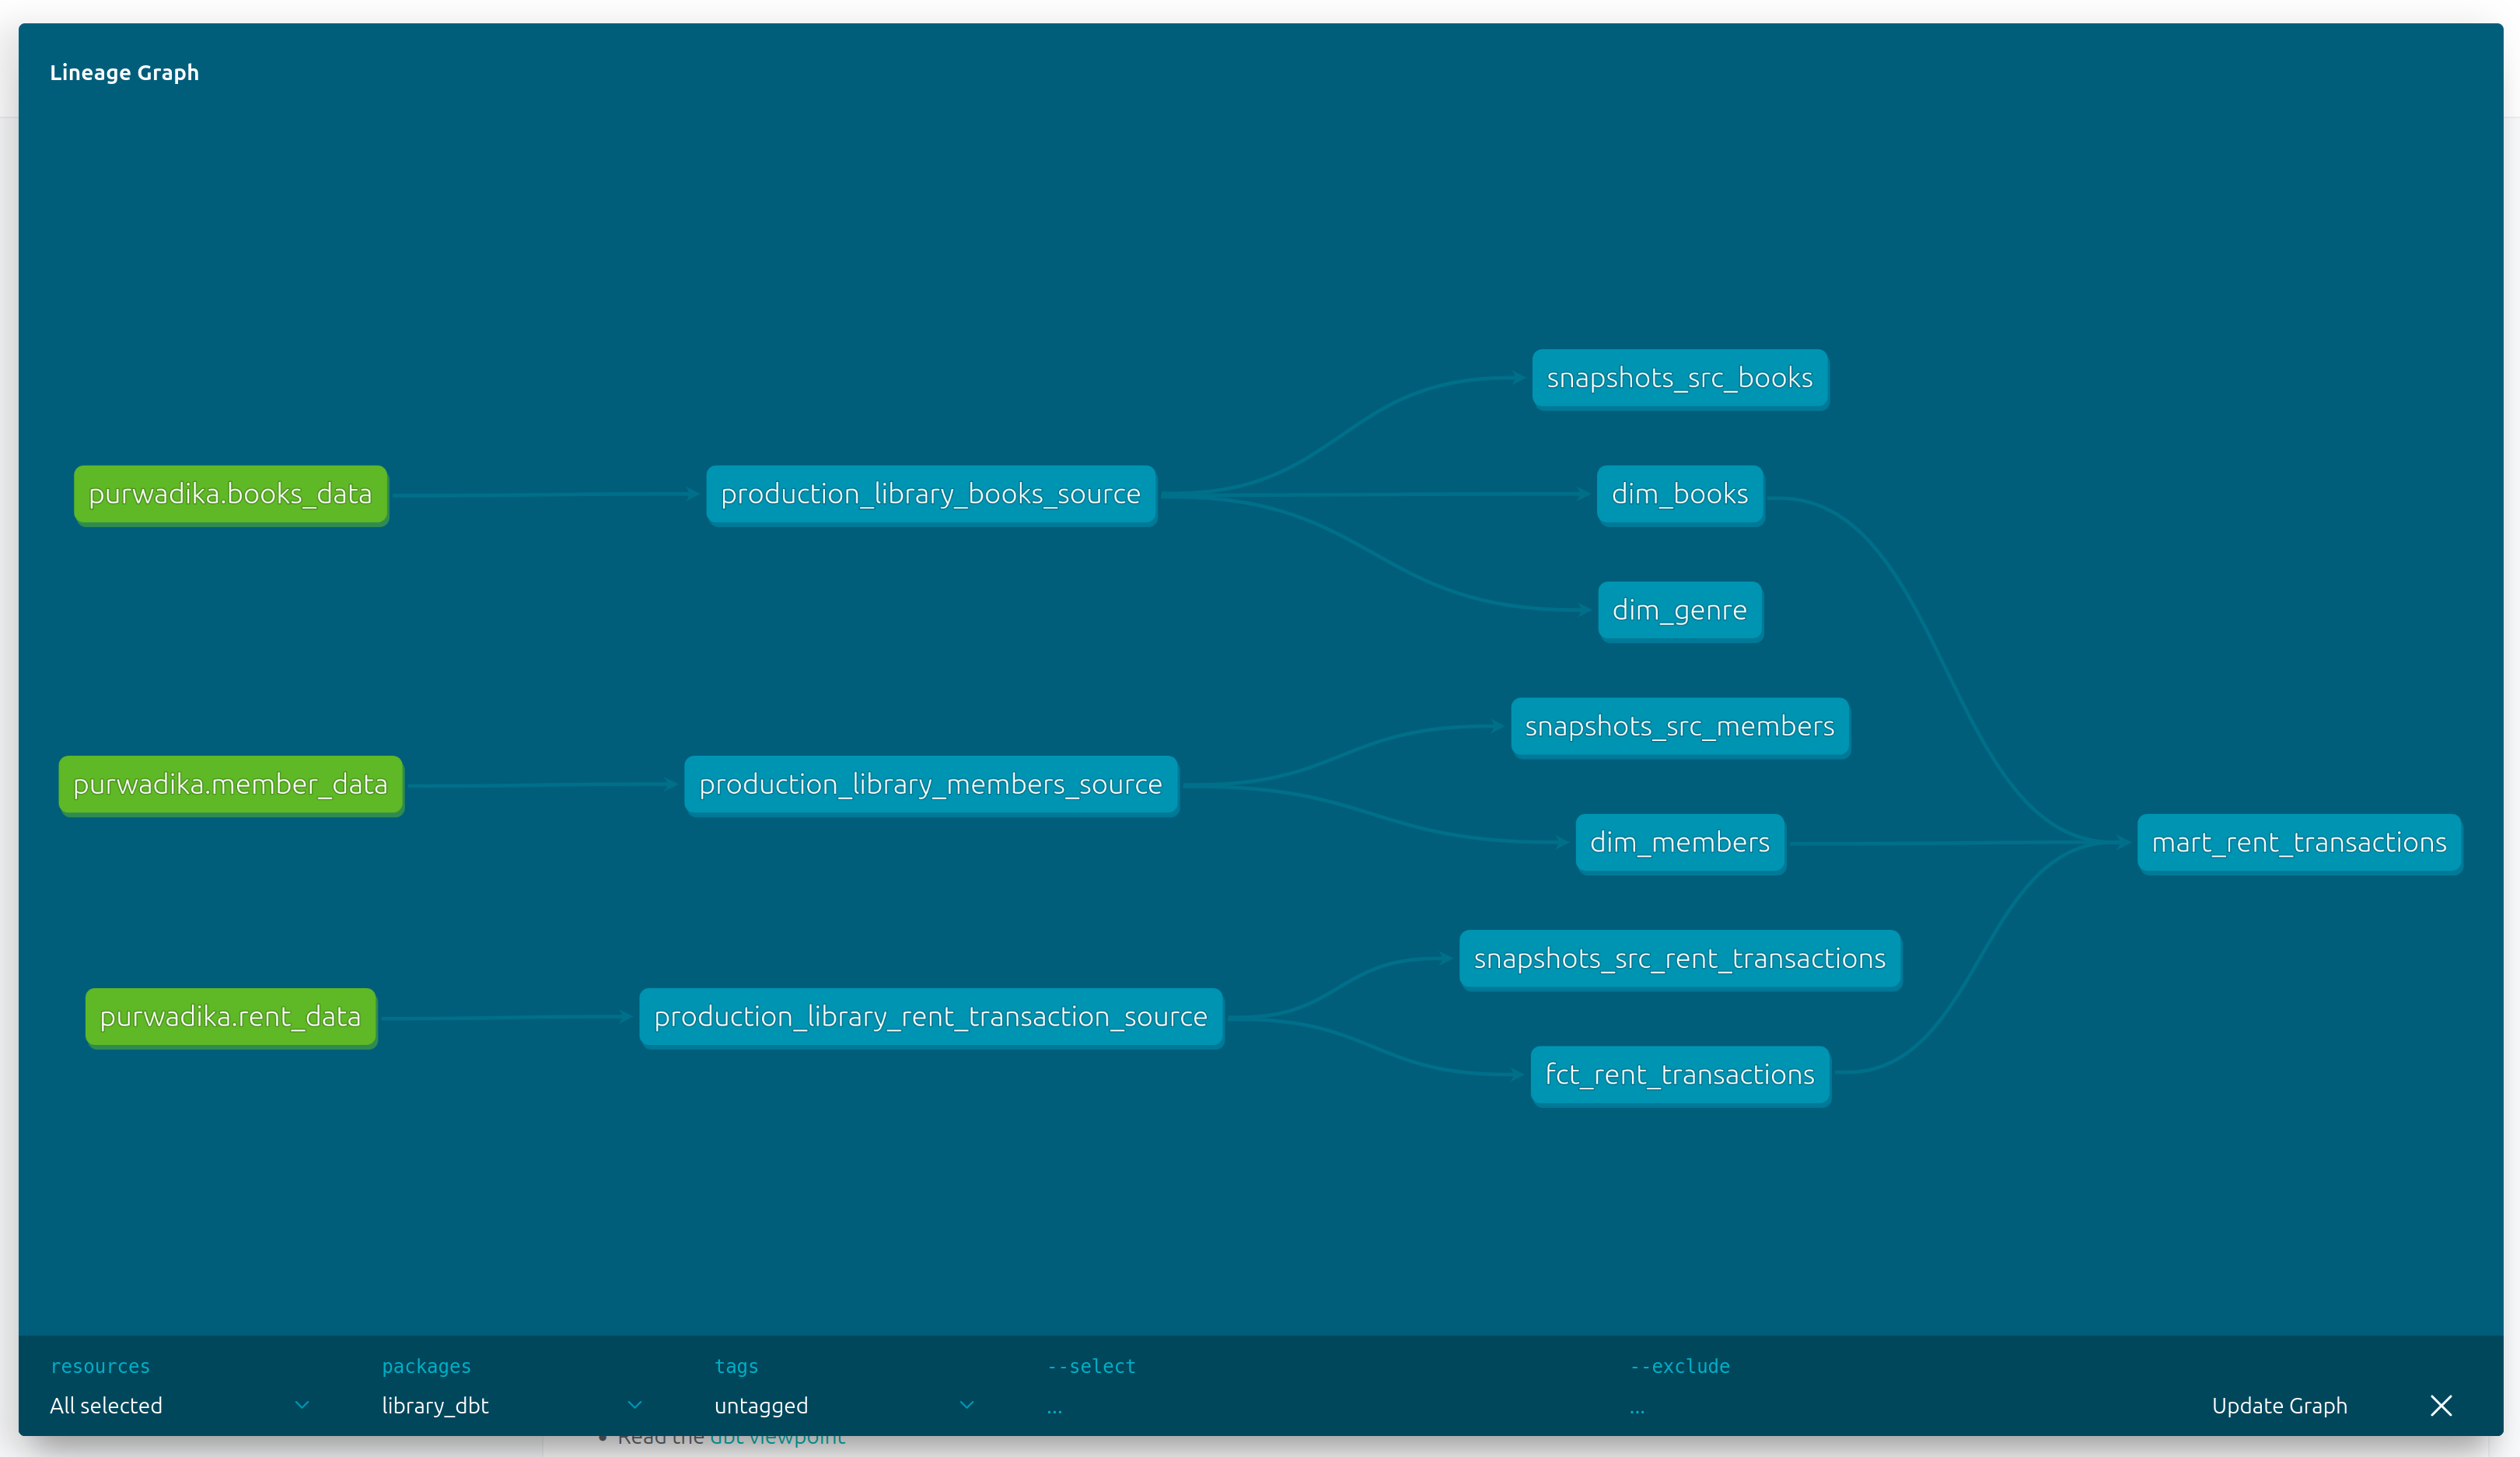 Lineage Graph
snapshots_src_books
purwadika.books_data
production_library_books_source
dim_books
dim_genre
snapshots_src_members
purwadika.member_data
production_library_members_source
dim_members
mart_rent_transactions
snapshots_src_rent_transactions
purwadika.rent_data
production_library_rent_transaction_source
fct_rent_transactions
resources
packages
tags
--select
--exclude
All selected
library_dbt
untagged
...
...
Update Graph
Read the dbt viewpoint